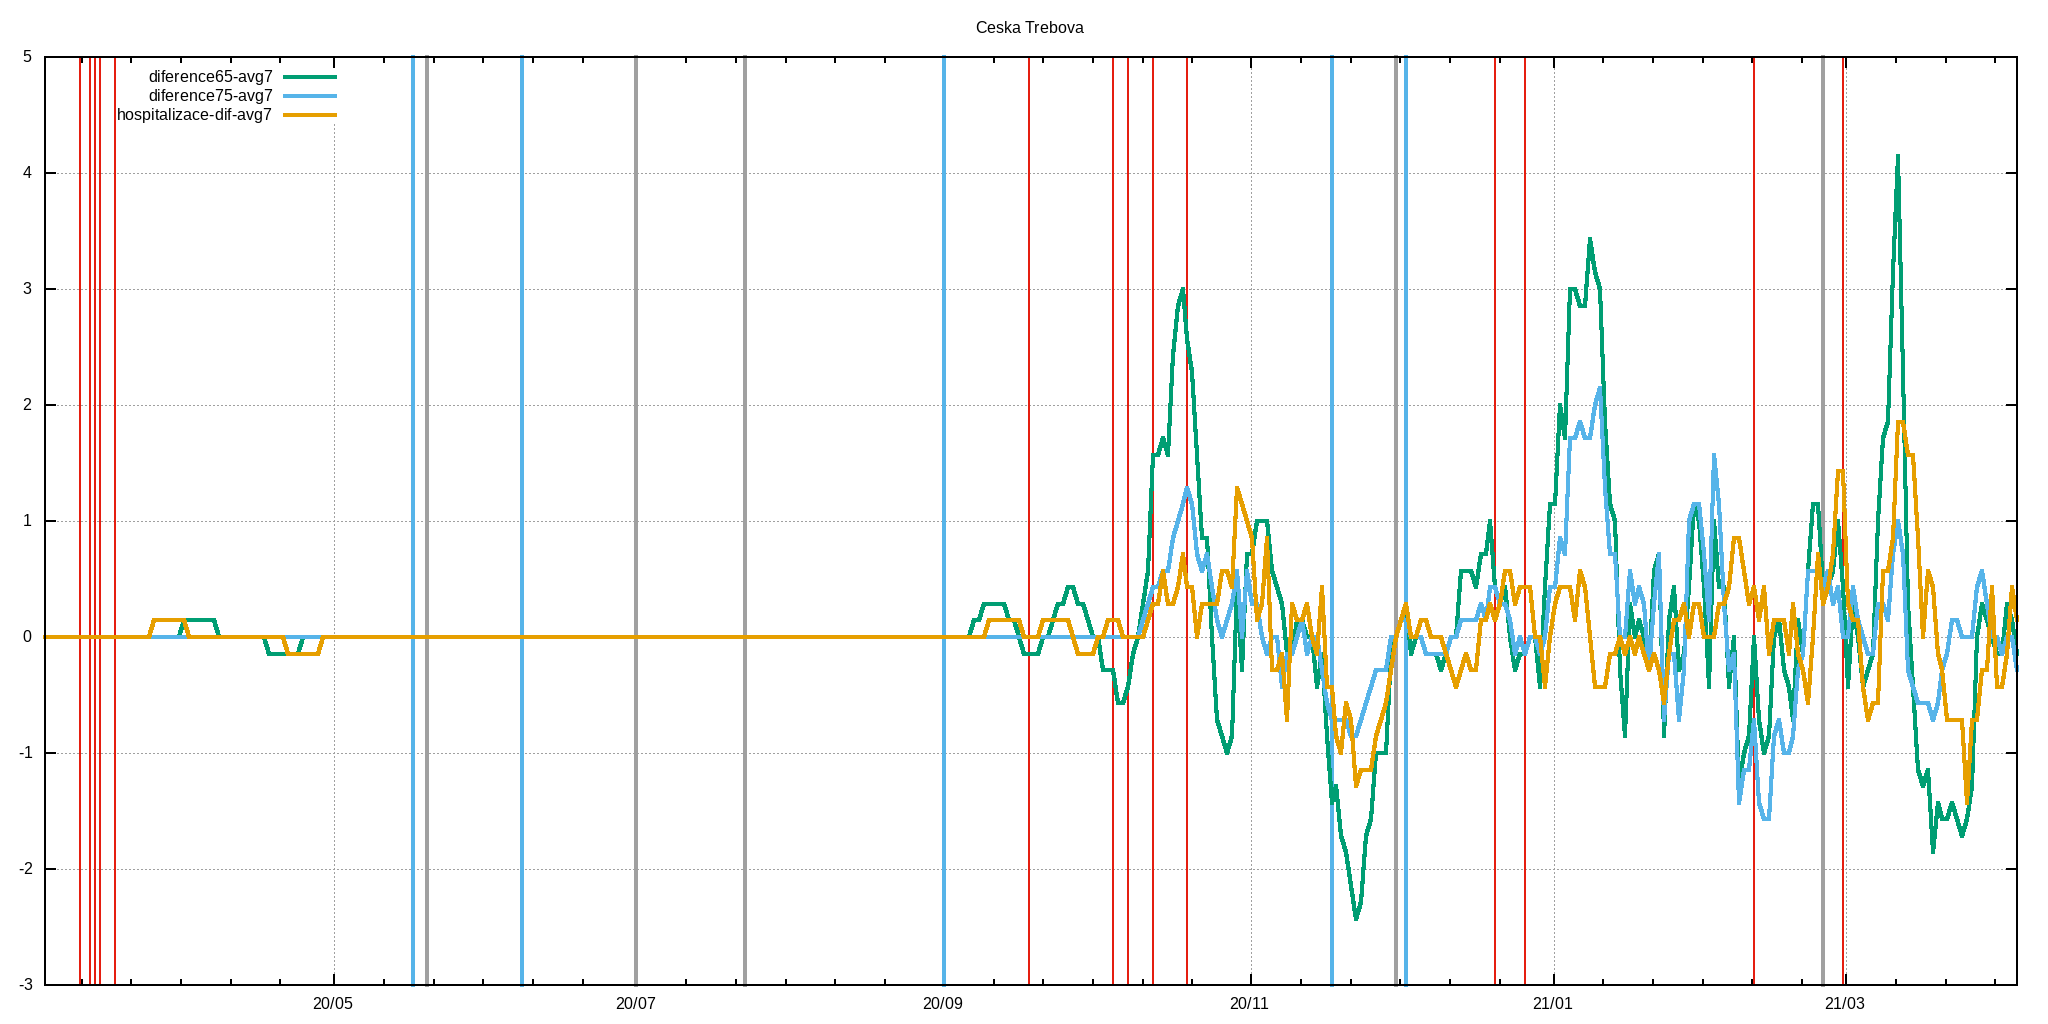 Ceska Trebova
5
diference65-avg7
diference75-avg7
hospitalizace-dif-avg7
4
3
2
1
0
-1
-2
-3
20/05 20/07 20/09 20/11 21/01 21/03